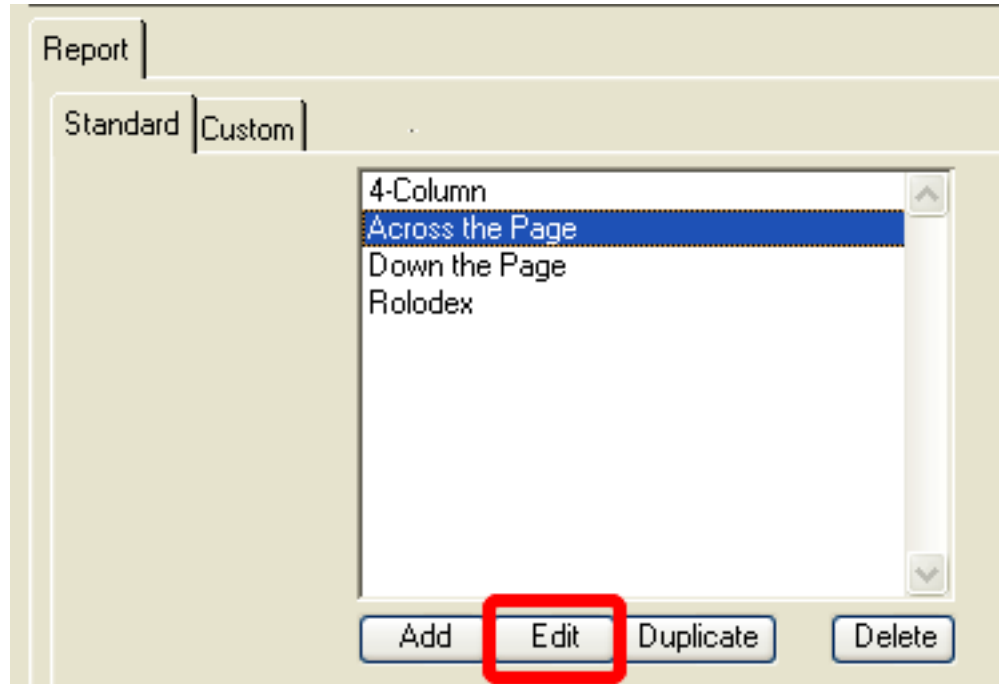 Report
Standard Custom
4-Column
Across the Page
Down the Page
Rolodex
Add Edit Duplicate Delete